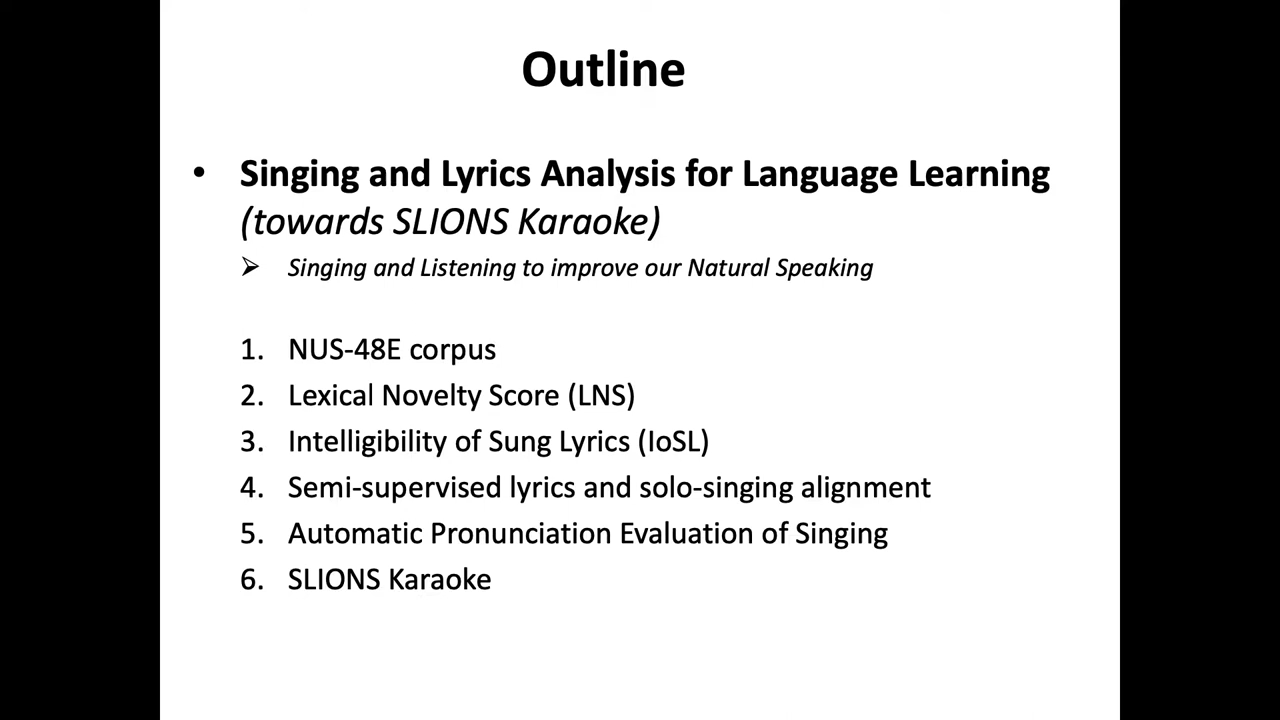 Outline
• Singing and Lyrics Analysis for Language Learning
(towards SLIONS Karaoke)
➢ Singing and Listening to improve our Natural Speaking
1. NUS-48E corpus
2. Lexical Novelty Score (LNS)
3. Intelligibility of Sung Lyrics (IoSL)
4. Semi-supervised lyrics and solo-singing alignment
5. Automatic Pronunciation Evaluation of Singing
6. SLIONS Karaoke